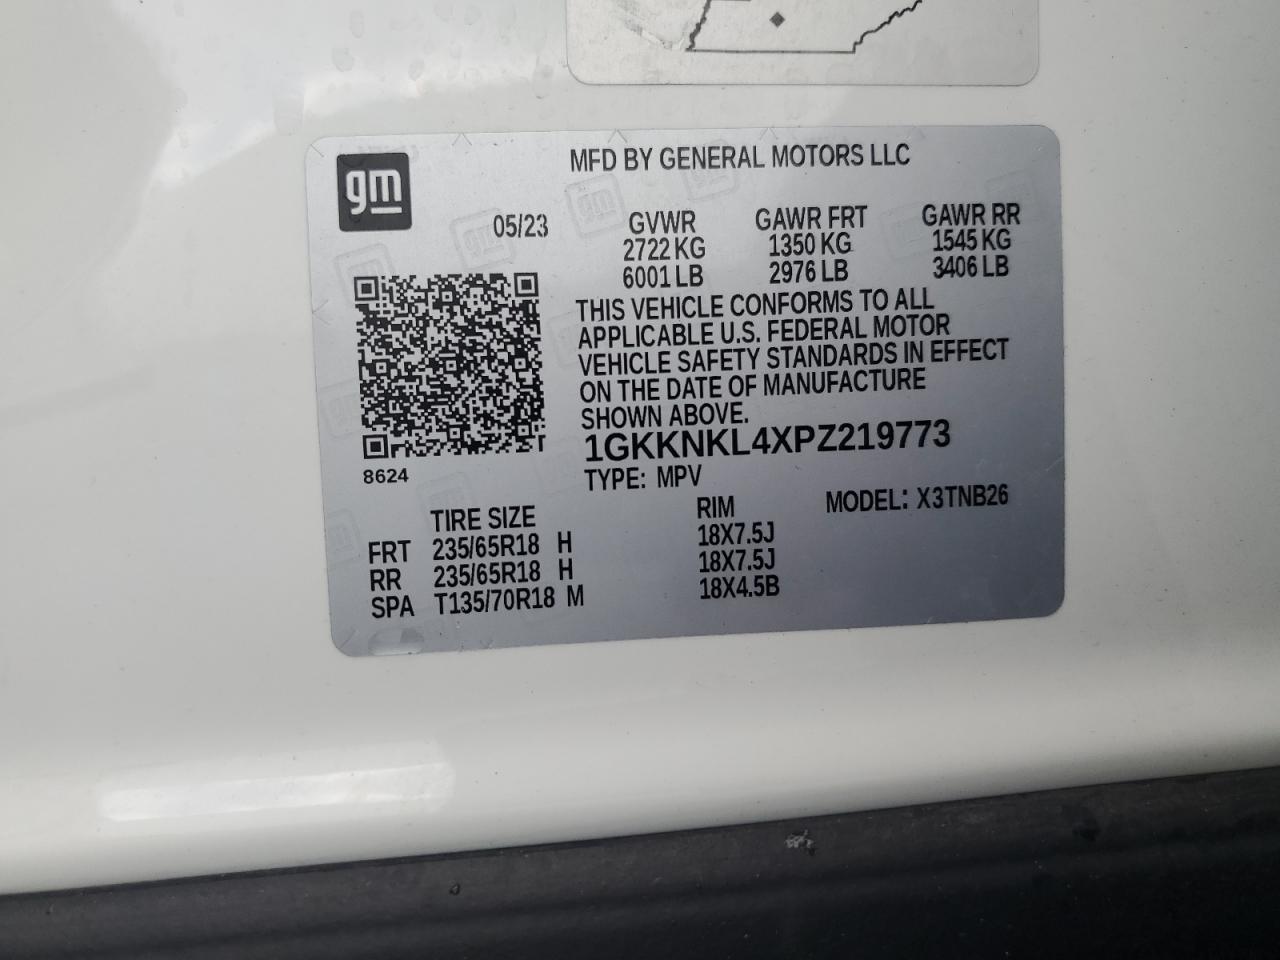 gm
MFD BY GENERAL MOTORS LLC
05/23 GVWR GAWR FRT GAWR RR
2722 KG 1350 KG 1545 KG
6001 LB 2976 LB 3406 LB
THIS VEHICLE CONFORMS TO ALL
APPLICABLE U.S. FEDERAL MOTOR
VEHICLE SAFETY STANDARDS IN EFFECT
ON THE DATE OF MANUFACTURE
SHOWN ABOVE.
1GKKNKL4XPZ219773
8624
TYPE: MPV
MODEL: X3TNB26
TIRE SIZE RIM
FRT 235/65R18 H 18X7.5J
RR 235/65R18 H 18X7.5J
SPA T135/70R18 M 18X4.5B